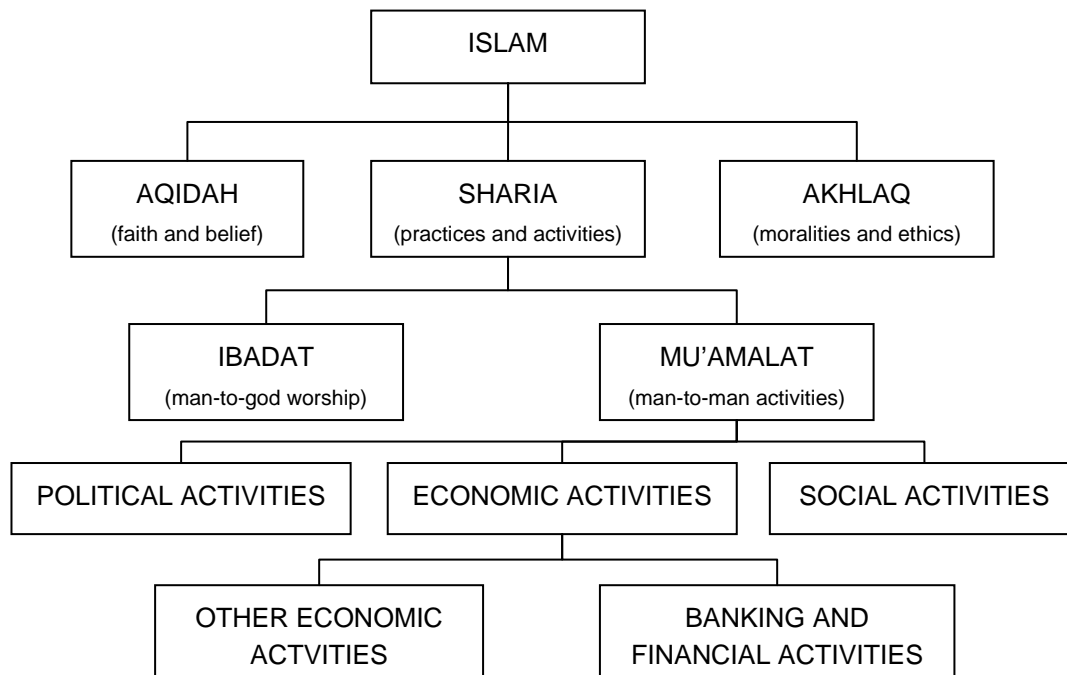 ISLAM
AQIDAH
(faith and belief)
SHARIA
(practices and activities)
AKHLAQ
(moralities and ethics)
IBADAT
(man-to-god worship)
MU’AMALAT
(man-to-man activities)
POLITICAL ACTIVITIES
ECONOMIC ACTIVITIES
SOCIAL ACTIVITIES
OTHER ECONOMIC
ACTVITIES
BANKING AND
FINANCIAL ACTIVITIES